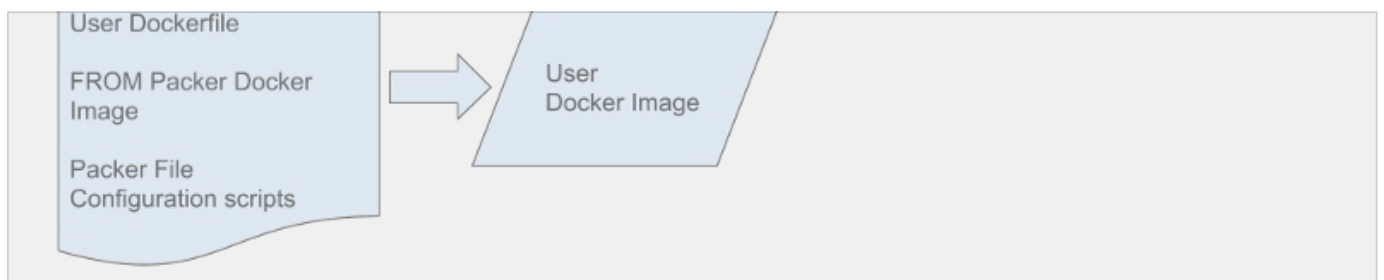 User Dockerfile
FROM Packer Docker
Image
Packer File
Configuration scripts
User
Docker Image